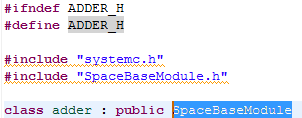 #ifndef ADDER_H
#define ADDER_H
#include "systemc.h"
#include "SpaceBaseModule.h"
class adder : public SpaceBaseModule